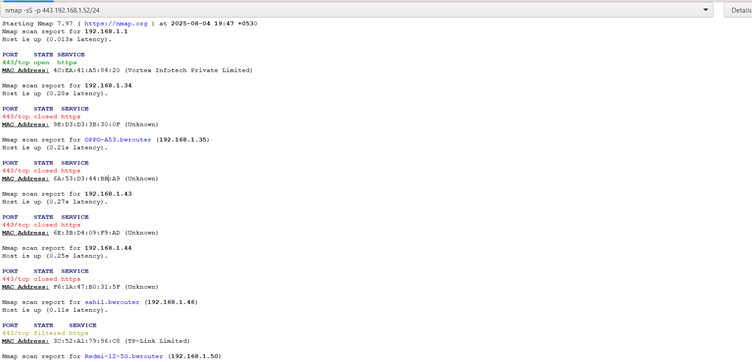 nmap -sS -p 443 192.168.1.52/24
Details
Starting Nmap 7.97 ( https://nmap.org ) at 2025-08-04 19:47 +0530
Nmap scan report for 192.168.1.1
Host is up (0.013s latency).
PORT STATE SERVICE
443/tcp open https
MAC Address: 4C:EA:41:A5:84:20 (Vortex Infotech Private Limited)
Nmap scan report for 192.168.1.34
Host is up (0.28s latency).
PORT STATE SERVICE
443/tcp closed https
MAC Address: 9E:D3:D3:3B:30:0F (Unknown)
Nmap scan report for OPPO-A53.bwrouter (192.168.1.35)
Host is up (0.21s latency).
PORT STATE SERVICE
443/tcp closed https
MAC Address: 6A:53:D3:44:BB:A9 (Unknown)
Nmap scan report for 192.168.1.43
Host is up (0.27s latency).
PORT STATE SERVICE
443/tcp closed https
MAC Address: 6E:3B:D4:09:F9:AD (Unknown)
Nmap scan report for 192.168.1.44
Host is up (0.25s latency).
PORT STATE SERVICE
443/tcp closed https
MAC Address: F6:1A:47:B0:31:5F (Unknown)
Nmap scan report for sahil.bwrouter (192.168.1.46)
Host is up (0.11s latency).
PORT STATE SERVICE
443/tcp filtered https
MAC Address: 3C:52:A1:79:96:C8 (TP-Link Limited)
Nmap scan report for Redmi-12-5G.bwrouter (192.168.1.50)